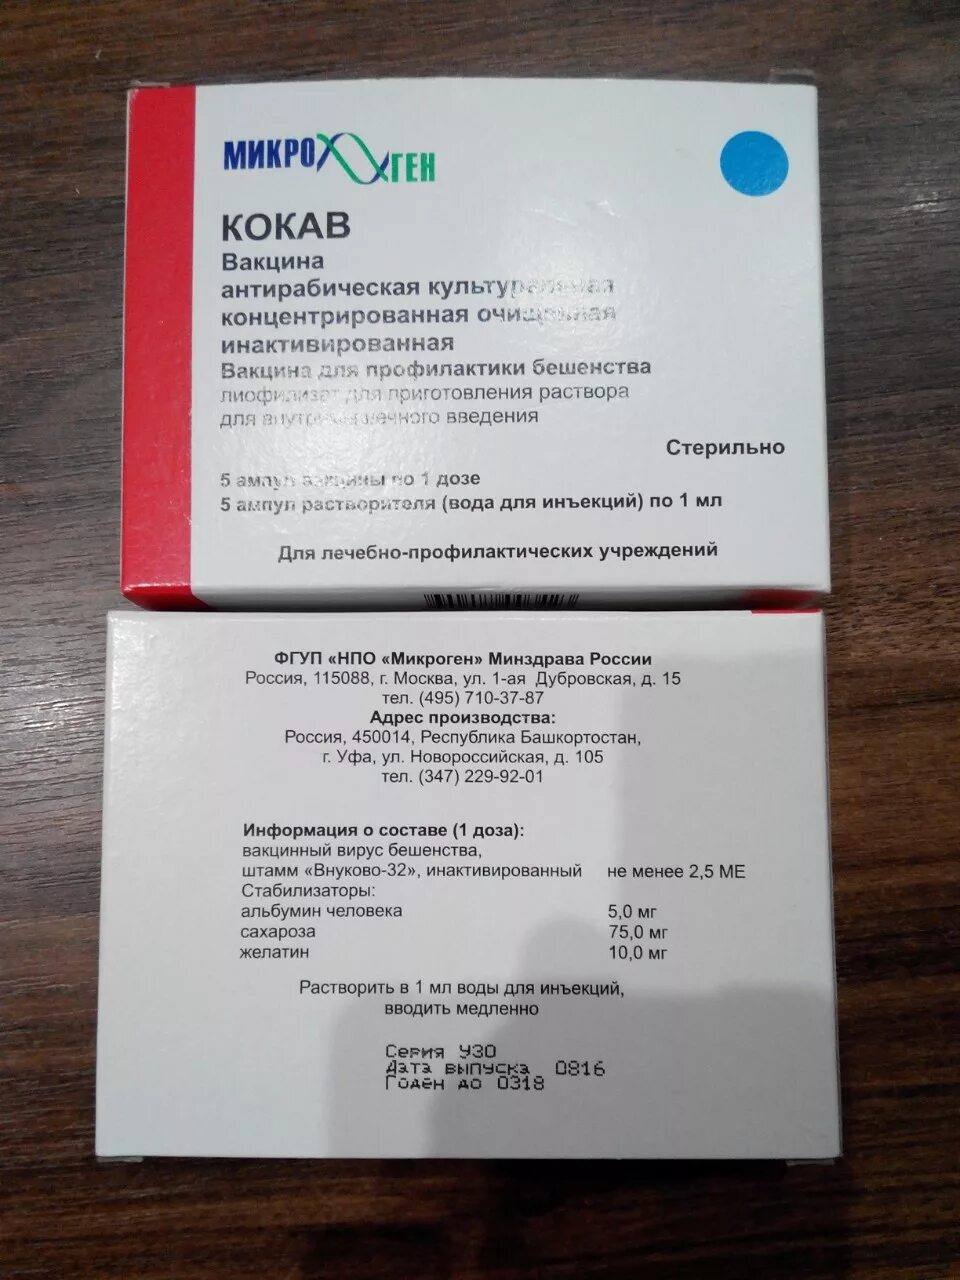 МИКРОГЕН
КОКАВ
Вакцина
антирабическая культуральная
концентрированная очищенная
инактивированная
Вакцина для профилактики бешенства
лиофилизат для приготовления раствора
для внутримышечного введения
Стерильно
5 ампул вакцины по 1 дозе
5 ампул растворителя (вода для инъекций) по 1 мл
Для лечебно-профилактических учреждений
ФГУП «НПО «Микроген» Минздрава России
Россия, 115088, г. Москва, ул. 1-ая Дубровская, д. 15
тел. (495) 710-37-87
Адрес производства:
Россия, 450014, Республика Башкортостан,
г. Уфа, ул. Новороссийская, д. 105
тел. (347) 229-92-01
Информация о составе (1 доза):
вакцинный вирус бешенства,
штамм «Внуково-32», инактивированный не менее 2,5 МЕ
Стабилизаторы:
альбумин человека 5,0 мг
сахароза 75,0 мг
желатин 10,0 мг
Растворить в 1 мл воды для инъекций,
вводить медленно
Серия У30
Дата выпуска 0816
Годен до 0318